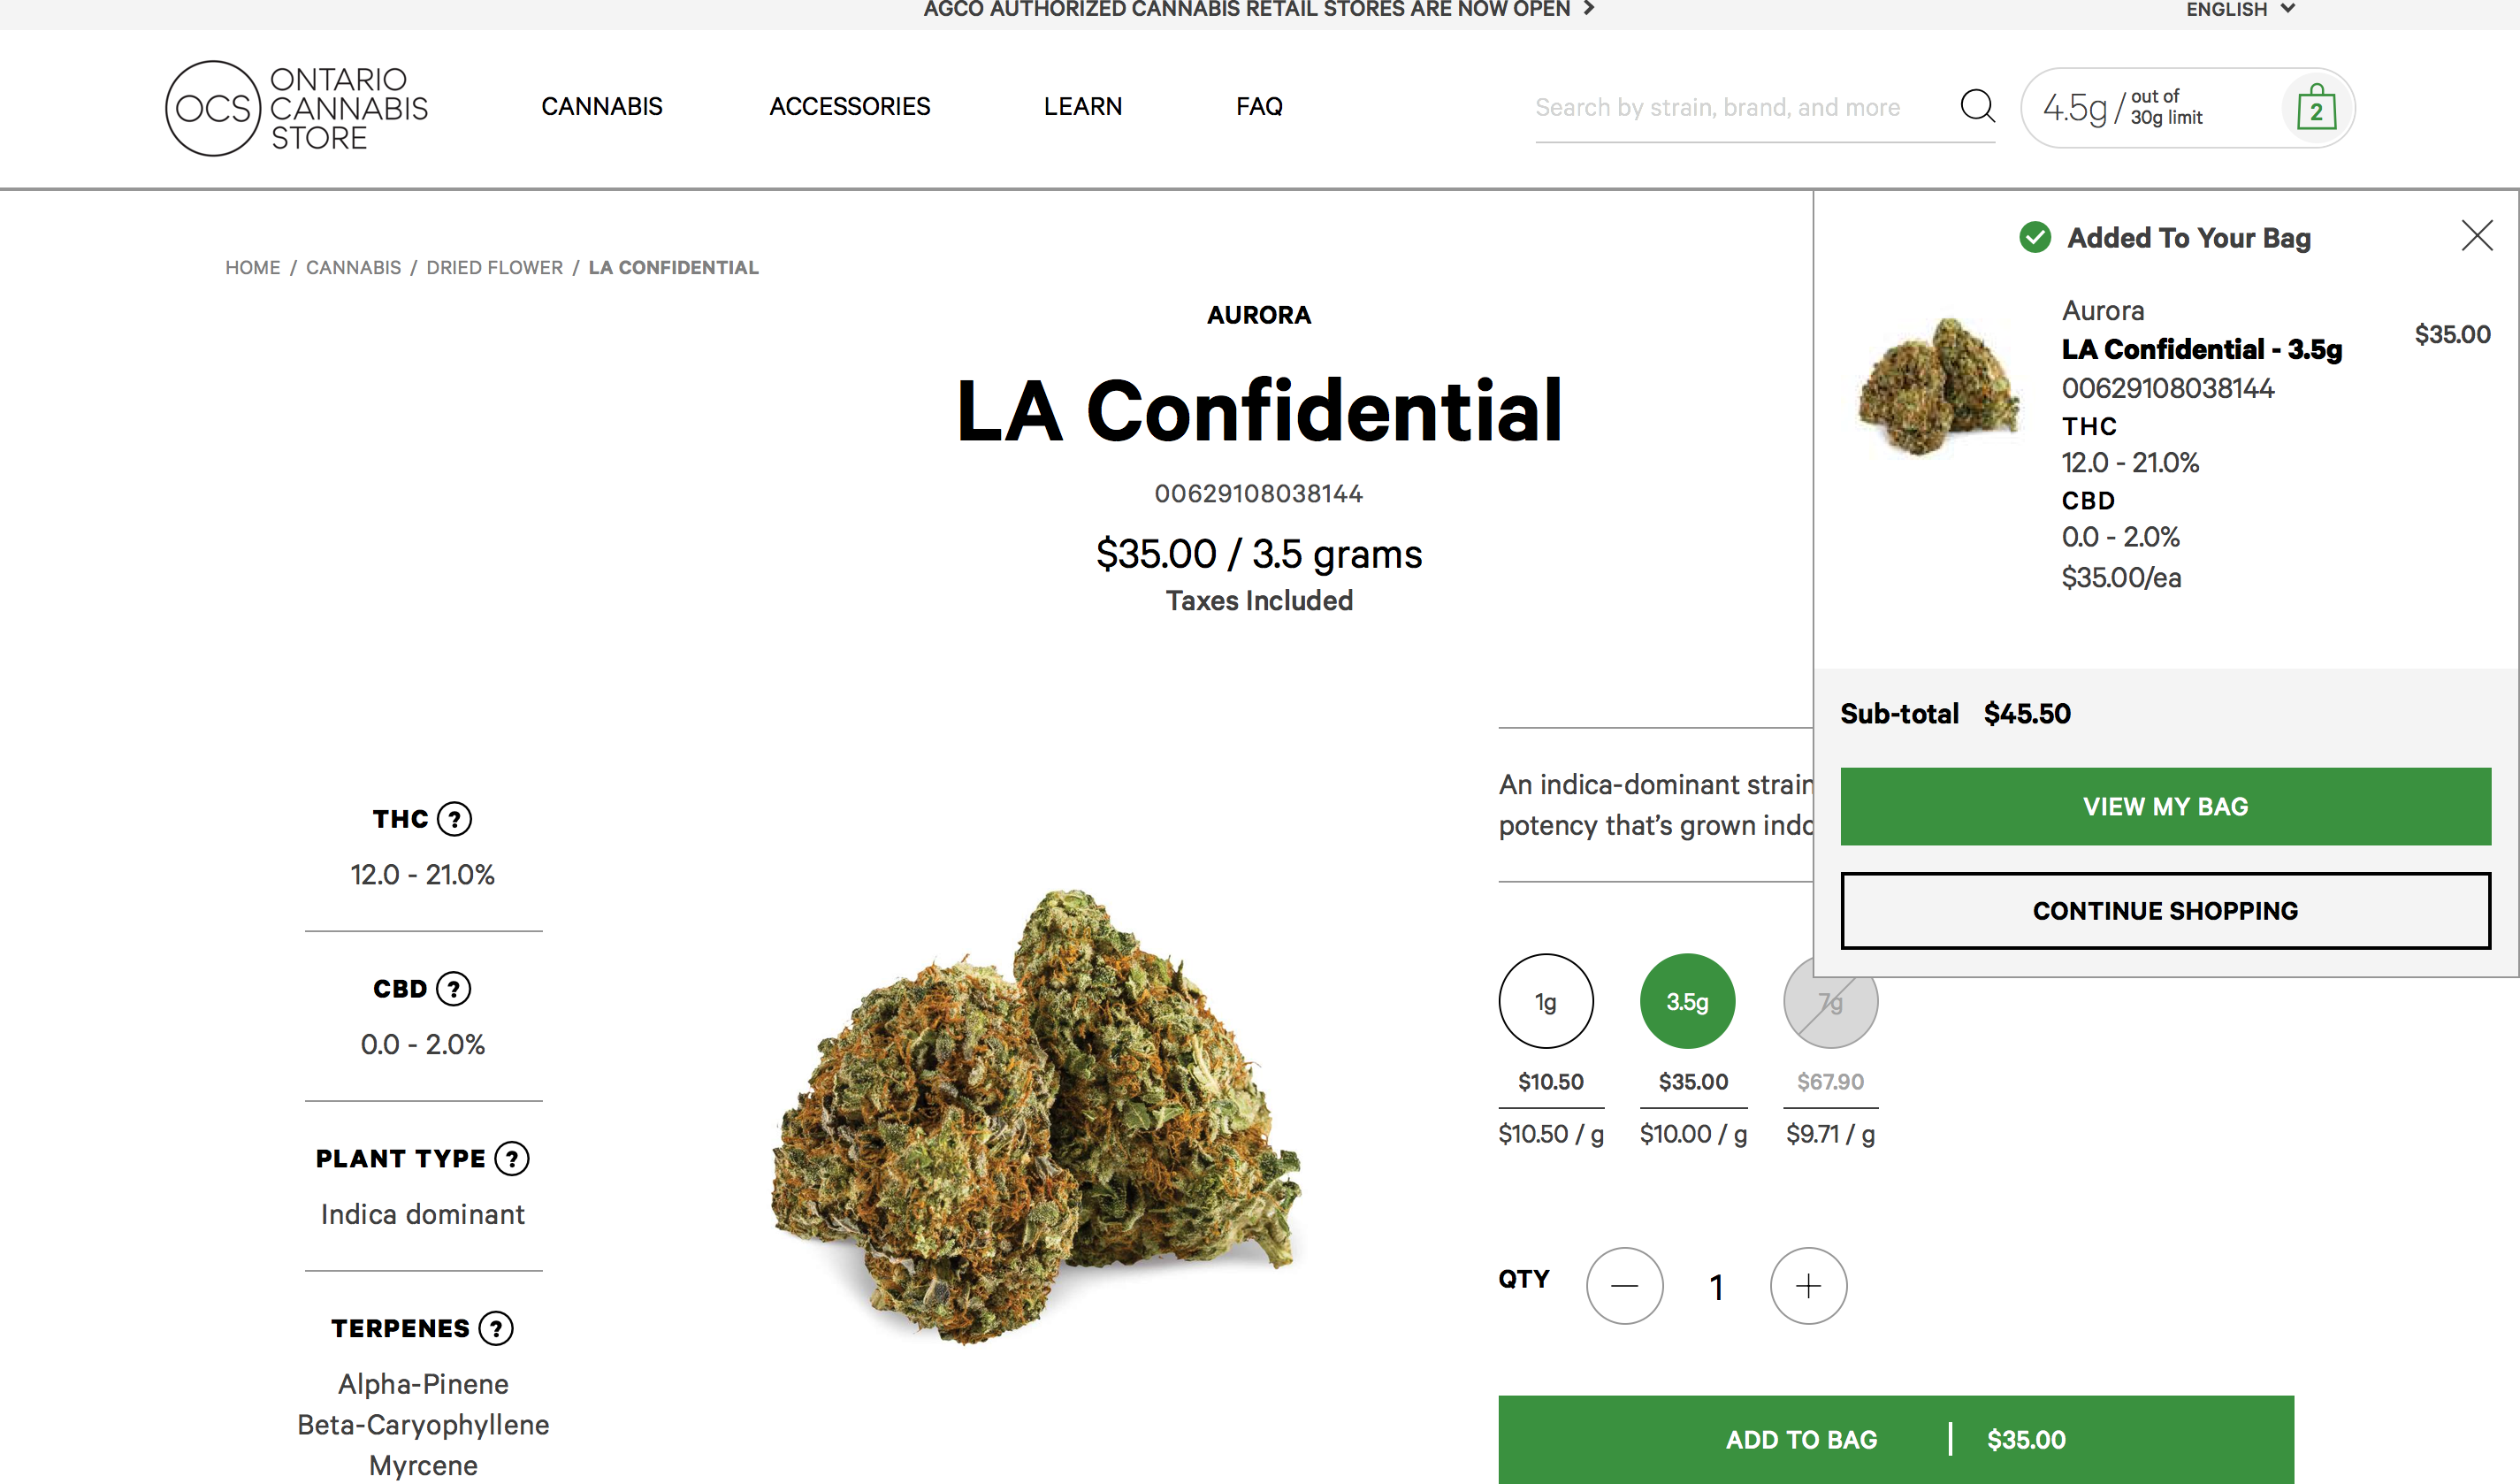 AGCO AUTHORIZED CANNABIS RETAIL STORES ARE NOW OPEN
ENGLISH
OCS
ONTARIO
CANNABIS
STORE
CANNABIS
ACCESSORIES
LEARN
FAQ
Search by strain, brand, and more
4.5g / out of
30g limit
2
HOME / CANNABIS / DRIED FLOWER / LA CONFIDENTIAL
AURORA
LA Confidential
00629108038144
$35.00 / 3.5 grams
Taxes Included
Added To Your Bag
Aurora
LA Confidential - 3.5g
$35.00
00629108038144
THC
12.0 - 21.0%
CBD
0.0 - 2.0%
$35.00/ea
Sub-total $45.50
VIEW MY BAG
CONTINUE SHOPPING
THC ?
12.0 - 21.0%
CBD ?
0.0 - 2.0%
PLANT TYPE ?
Indica dominant
TERPENES ?
Alpha-Pinene
Beta-Caryophyllene
Myrcene
An indica-dominant strain
potency that’s grown
1g
3.5g
7g
$10.50
$35.00
$67.90
$10.50 / g
$10.00 / g
$9.71 / g
QTY
1
ADD TO BAG | $35.00